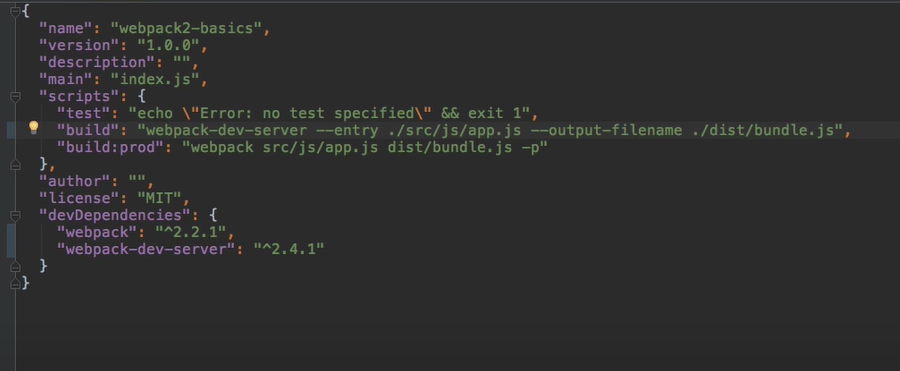 {
"name": "webpack2-basics",
"version": "1.0.0",
"description": "",
"main": "index.js",
"scripts": {
"test": "echo \"Error: no test specified\" && exit 1",
"build": "webpack-dev-server --entry ./src/js/app.js --output-filename ./dist/bundle.js",
"build:prod": "webpack src/js/app.js dist/bundle.js -p"
},
"author": "",
"license": "MIT",
"devDependencies": {
"webpack": "^2.2.1",
"webpack-dev-server": "^2.4.1"
}
}